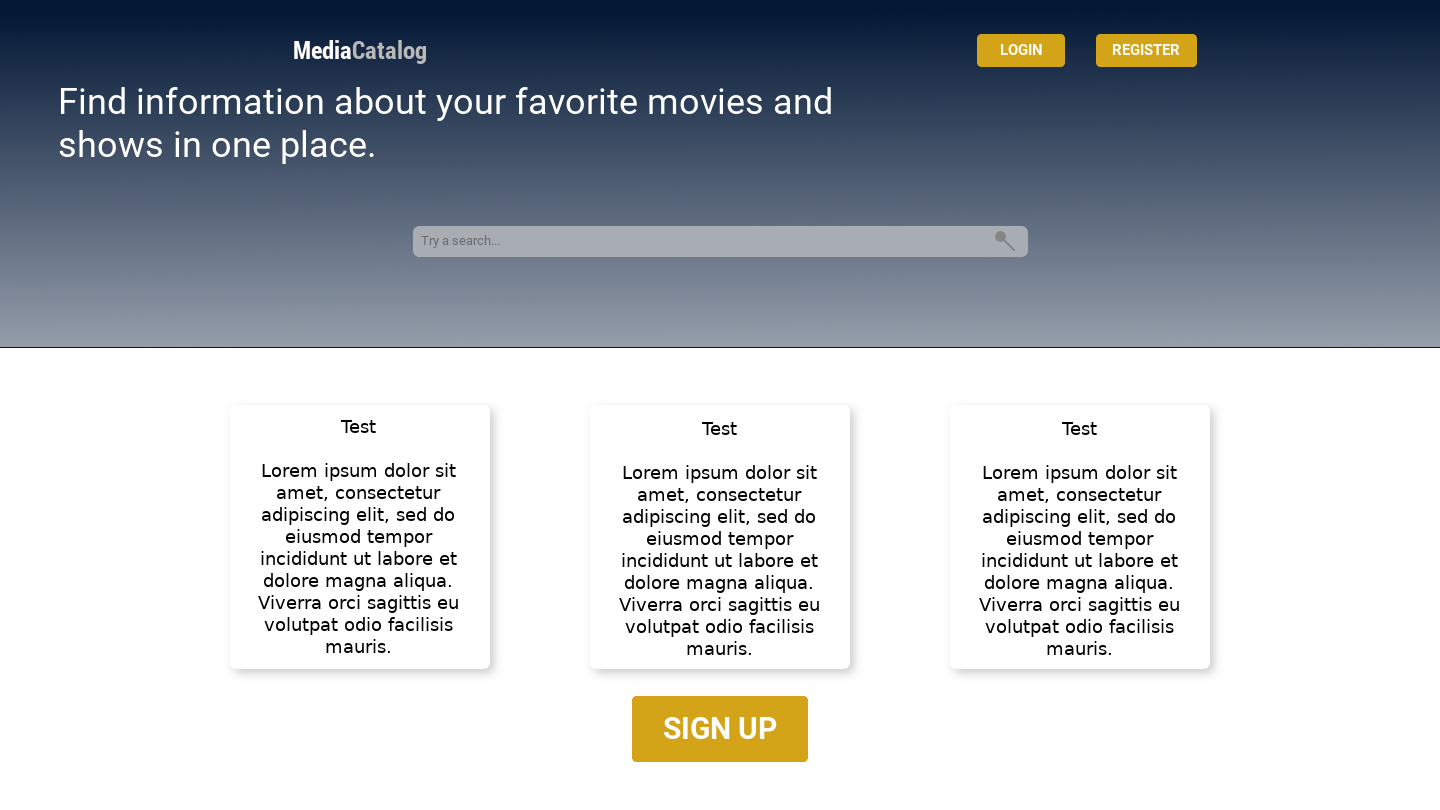 MediaCatalog
LOGIN
REGISTER
Find information about your favorite movies and
shows in one place.
Try a search...
Test
Lorem ipsum dolor sit
amet, consectetur
adipiscing elit, sed do
eiusmod tempor
incididunt ut labore et
dolore magna aliqua.
Viverra orci sagittis eu
volutpat odio facilisis
mauris.
Test
Lorem ipsum dolor sit
amet, consectetur
adipiscing elit, sed do
eiusmod tempor
incididunt ut labore et
dolore magna aliqua.
Viverra orci sagittis eu
volutpat odio facilisis
mauris.
Test
Lorem ipsum dolor sit
amet, consectetur
adipiscing elit, sed do
eiusmod tempor
incididunt ut labore et
dolore magna aliqua.
Viverra orci sagittis eu
volutpat odio facilisis
mauris.
SIGN UP